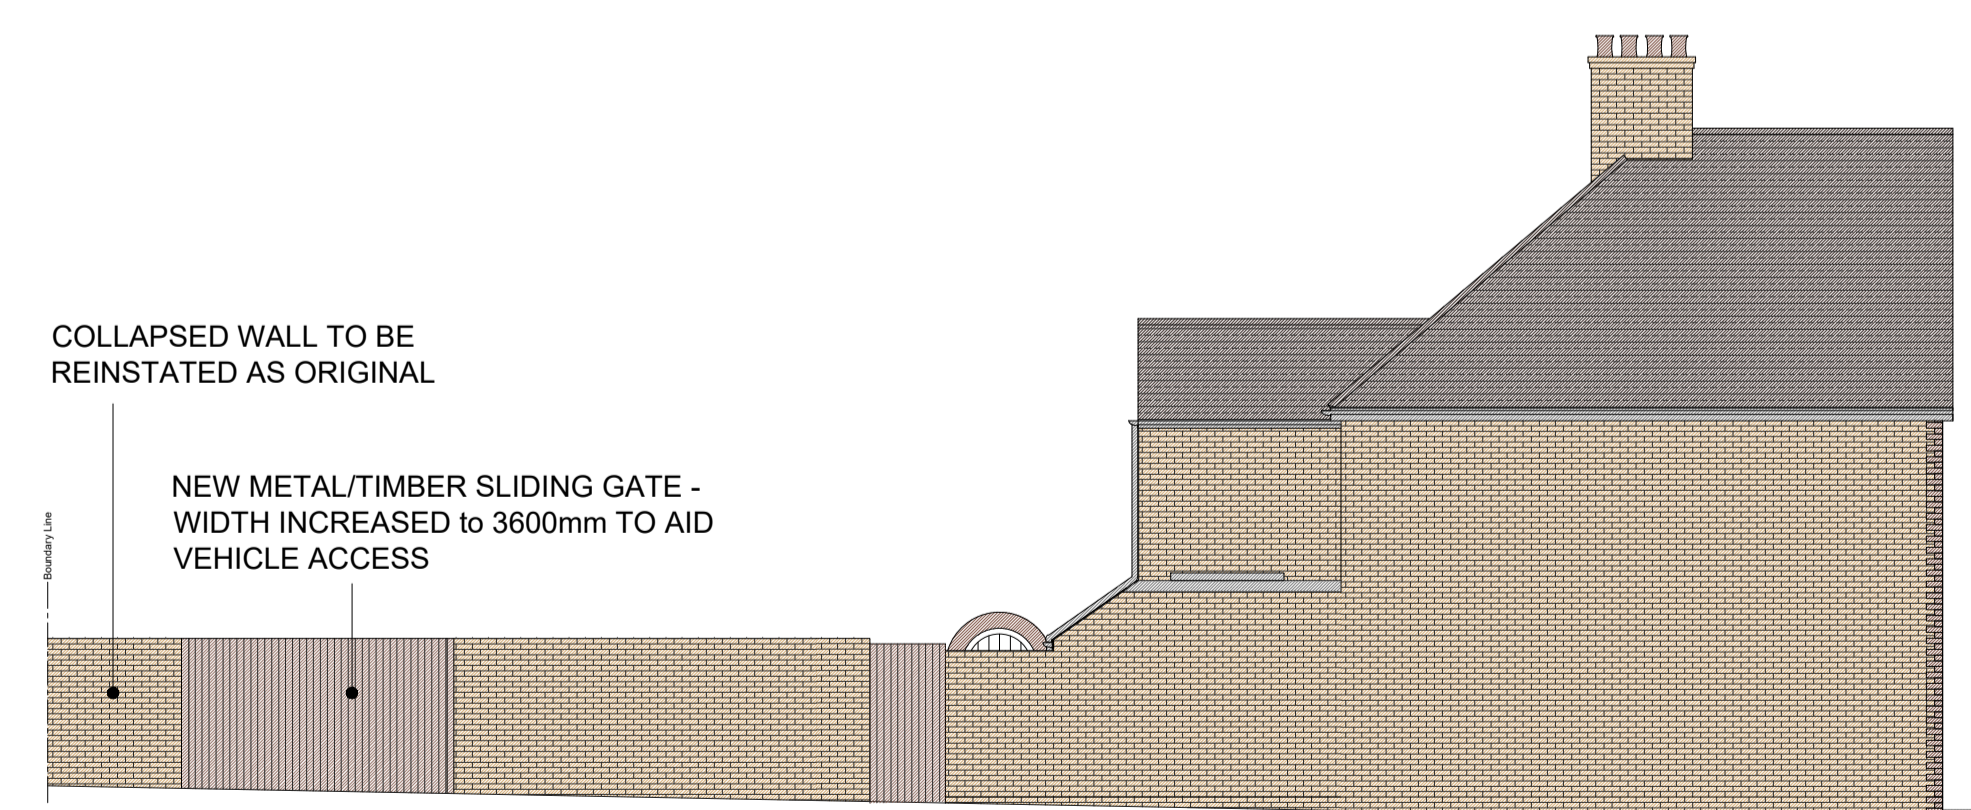 COLLAPSED WALL TO BE
REINSTATED AS ORIGINAL
NEW METAL/TIMBER SLIDING GATE -
WIDTH INCREASED to 3600mm TO AID
VEHICLE ACCESS
Boundary Line